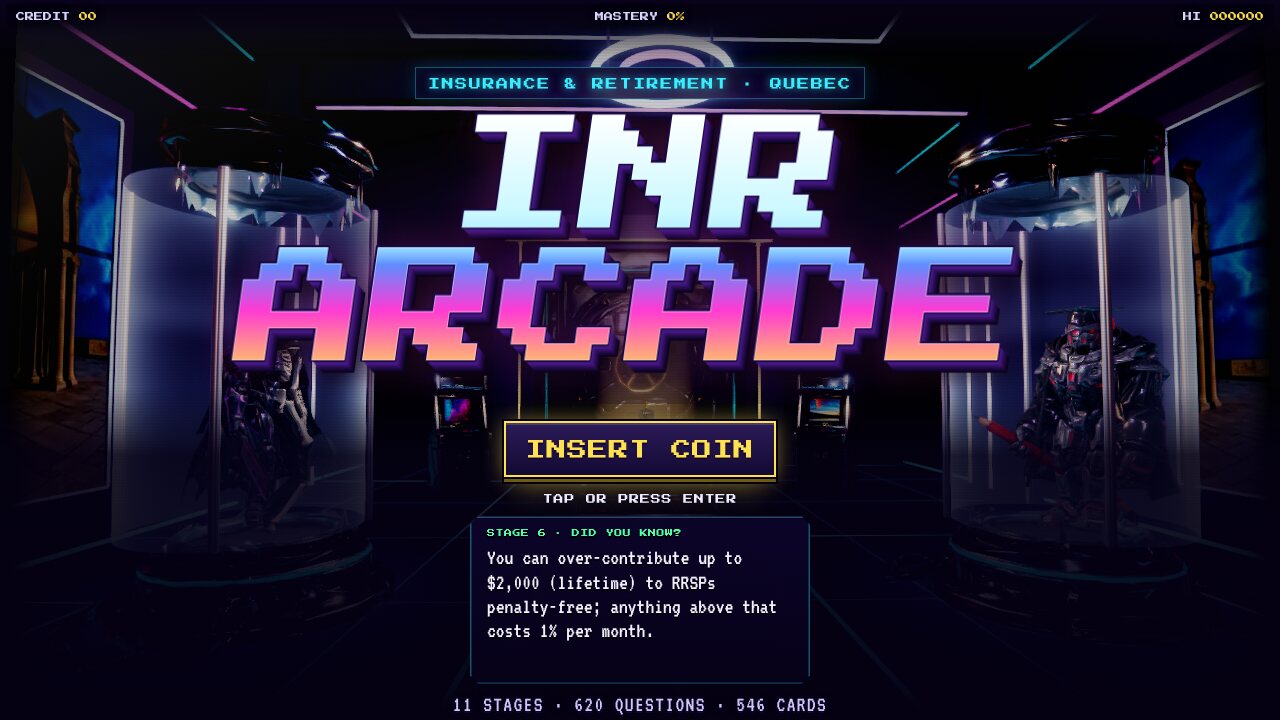 CREDIT 00
MASTERY 0%
HI 000000
INSURANCE & RETIREMENT · QUEBEC
INR
ARCADE
INSERT COIN
TAP OR PRESS ENTER
STAGE 6 · DID YOU KNOW?
You can over-contribute up to
$2,000 (lifetime) to RRSPs
penalty-free; anything above that
costs 1% per month.
11 STAGES · 620 QUESTIONS · 546 CARDS